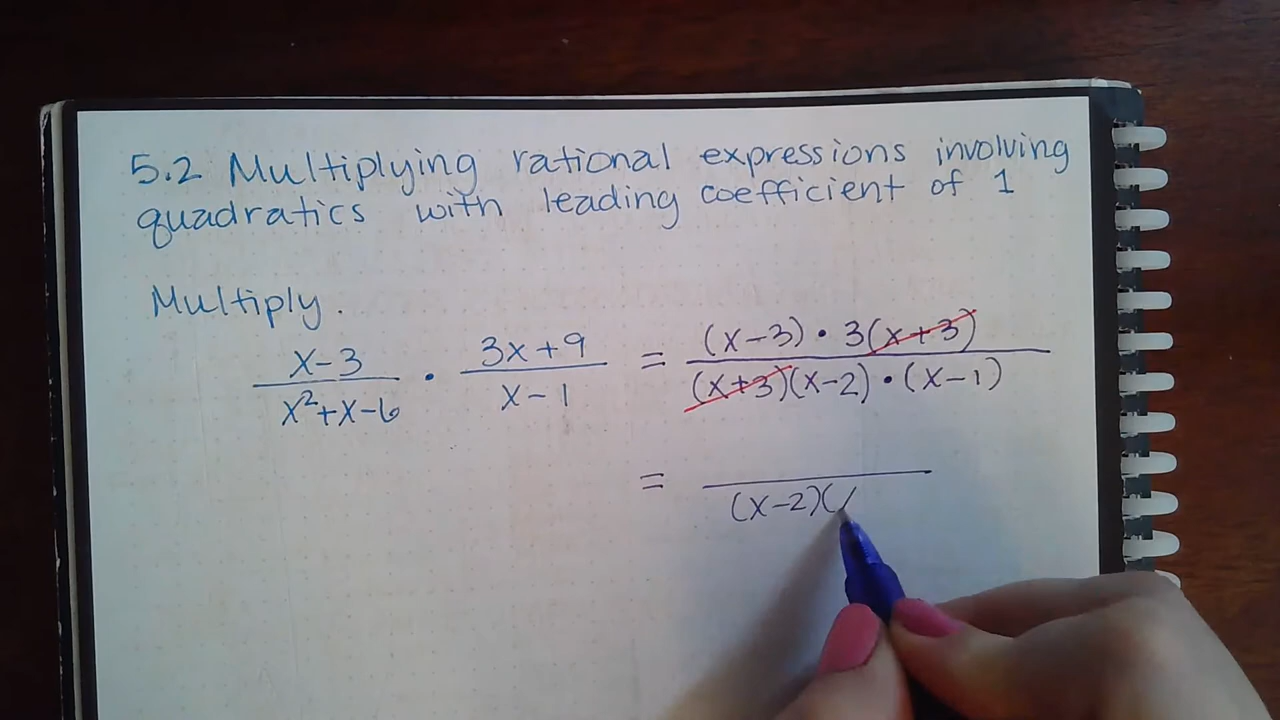 5.2 Multiplying rational expressions involving
quadratics with leading coefficient of 1
Multiply.
x-3 / x²+x-6 · 3x+9 / x-1 = (x-3)·3(x+3) / (x+3)(x-2)·(x-1)
= / (x-2)(